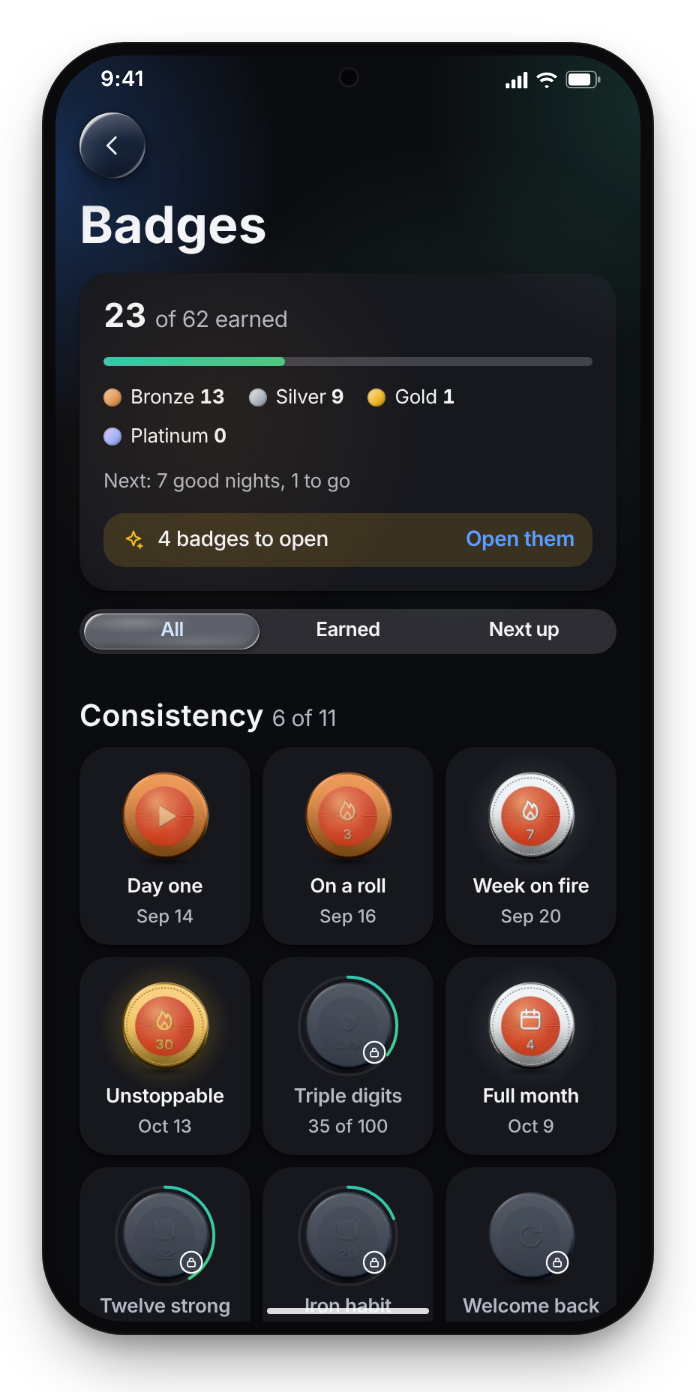 9:41
Badges
23 of 62 earned
Bronze 13 Silver 9 Gold 1
Platinum 0
Next: 7 good nights, 1 to go
4 badges to open Open them
All Earned Next up
Consistency 6 of 11
3 7
Day one On a roll Week on fire
Sep 14 Sep 16 Sep 20
30 4
Unstoppable Triple digits Full month
Oct 13 35 of 100 Oct 9
12
Twelve strong Iron habit Welcome back